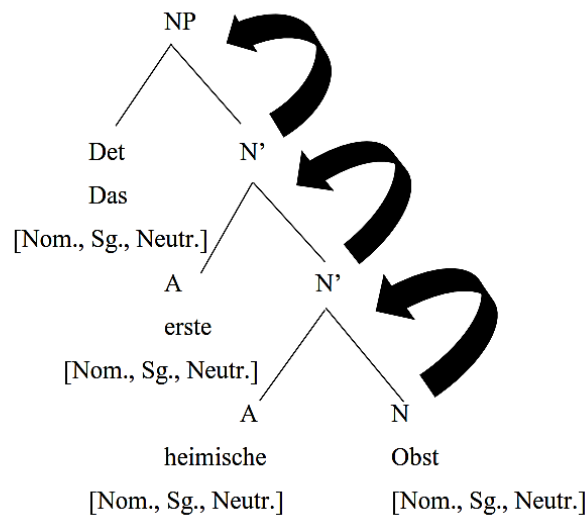 NP
Det N’
Das
[Nom., Sg., Neutr.]
A N’
erste
[Nom., Sg., Neutr.]
A N
heimische Obst
[Nom., Sg., Neutr.] [Nom., Sg., Neutr.]